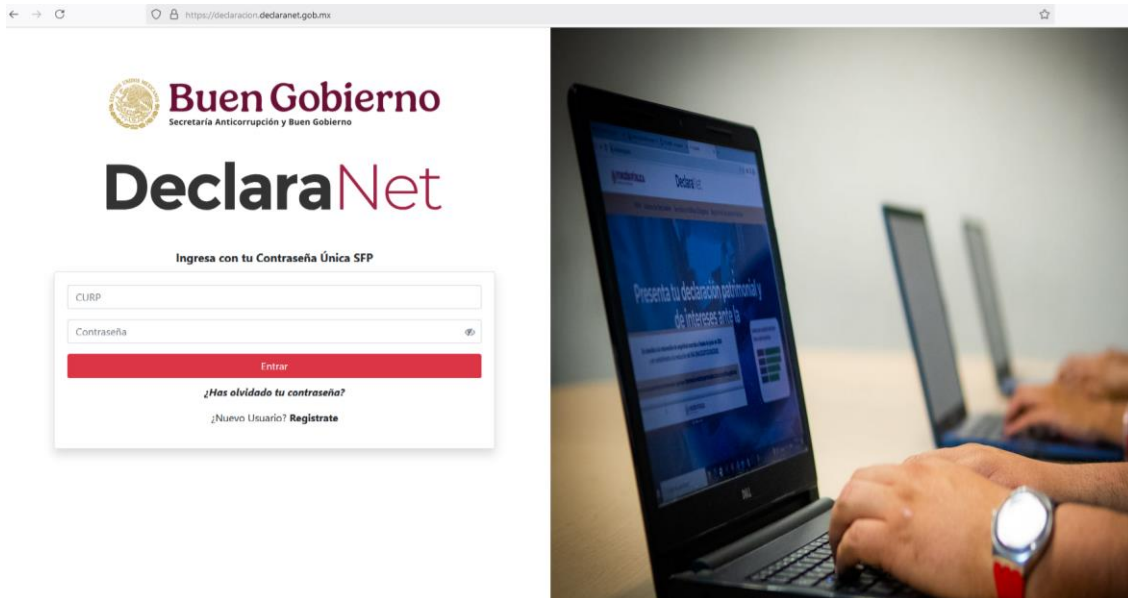 https://declaracion.declaranet.gob.mx
Buen Gobierno
Secretaría Anticorrupción y Buen Gobierno
DeclaraNet
Ingresa con tu Contraseña Única SFP
CURP
Contraseña
Entrar
¿Has olvidado tu contraseña?
¿Nuevo Usuario? Registrate
DeclaraNet
Presenta tu declaración patrimonial y
de intereses ante la
DELL